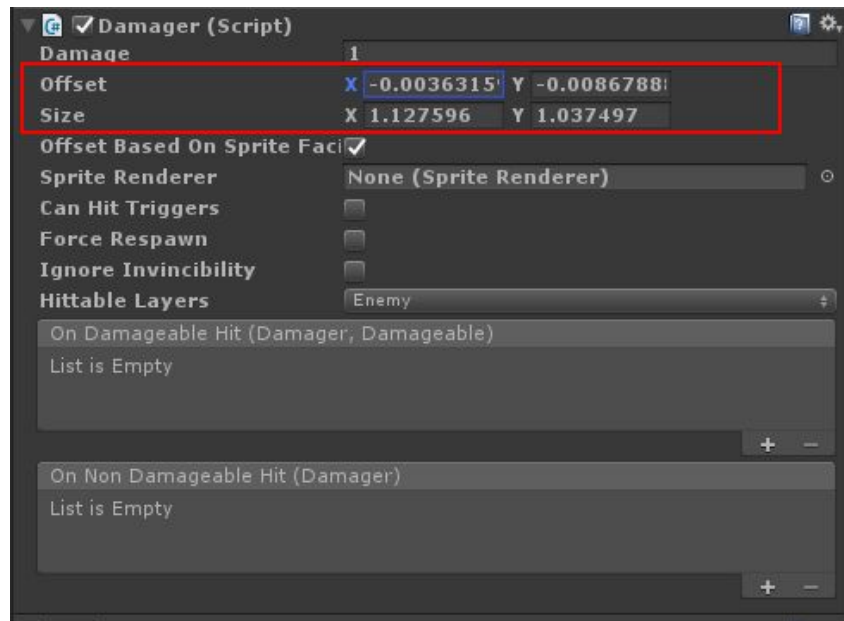 Damager (Script)
Damage 1
Offset X -0.0036315 Y -0.0086788
Size X 1.127596 Y 1.037497
Offset Based On Sprite Faci
Sprite Renderer None (Sprite Renderer)
Can Hit Triggers
Force Respawn
Ignore Invincibility
Hittable Layers Enemy
On Damageable Hit (Damager, Damageable)
List is Empty
+ −
On Non Damageable Hit (Damager)
List is Empty
+ −